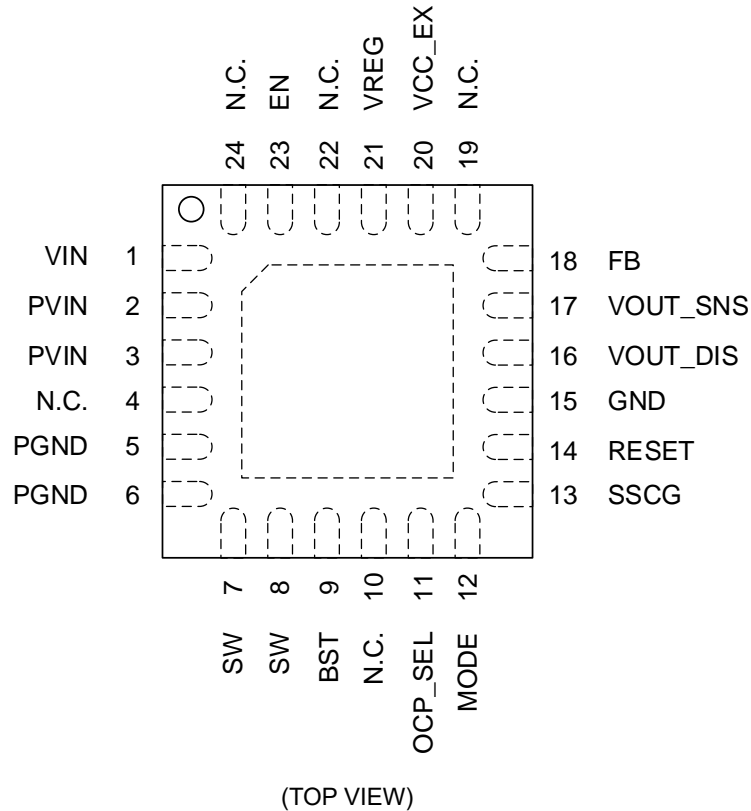 N.C.
EN
N.C.
VREG
VCC_EX
N.C.
24
23
22
21
20
19
VIN 1
PVIN 2
PVIN 3
N.C. 4
PGND 5
PGND 6
18 FB
17 VOUT_SNS
16 VOUT_DIS
15 GND
14 RESET
13 SSCG
7
8
9
10
11
12
SW
SW
BST
N.C.
OCP_SEL
MODE
(TOP VIEW)